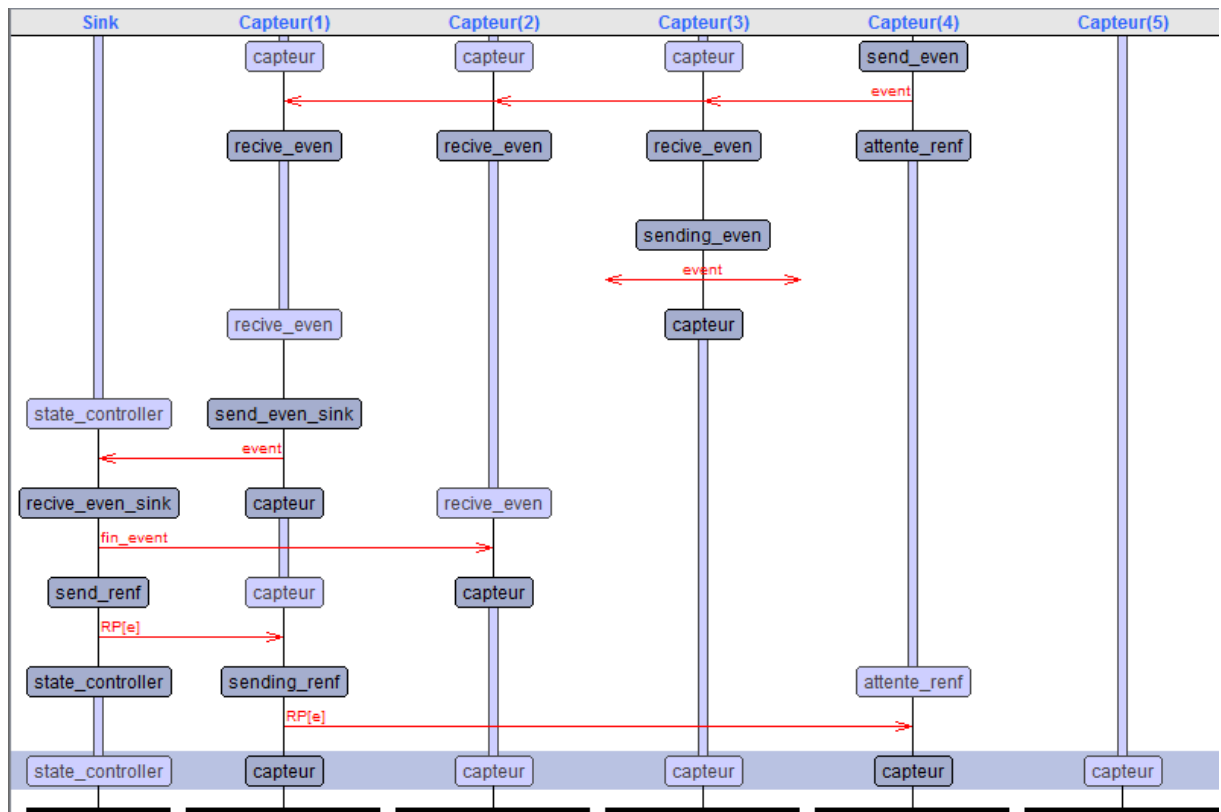 Sink Capteur(1) Capteur(2) Capteur(3) Capteur(4) Capteur(5)
capteur capteur capteur send_even
event
recive_even recive_even recive_even attente_renf
sending_even
event
recive_even capteur
state_controller send_even_sink
event
recive_even_sink capteur recive_even
fin_event
send_renf capteur capteur
RP[e]
state_controller sending_renf attente_renf
RP[e]
state_controller capteur capteur capteur capteur capteur